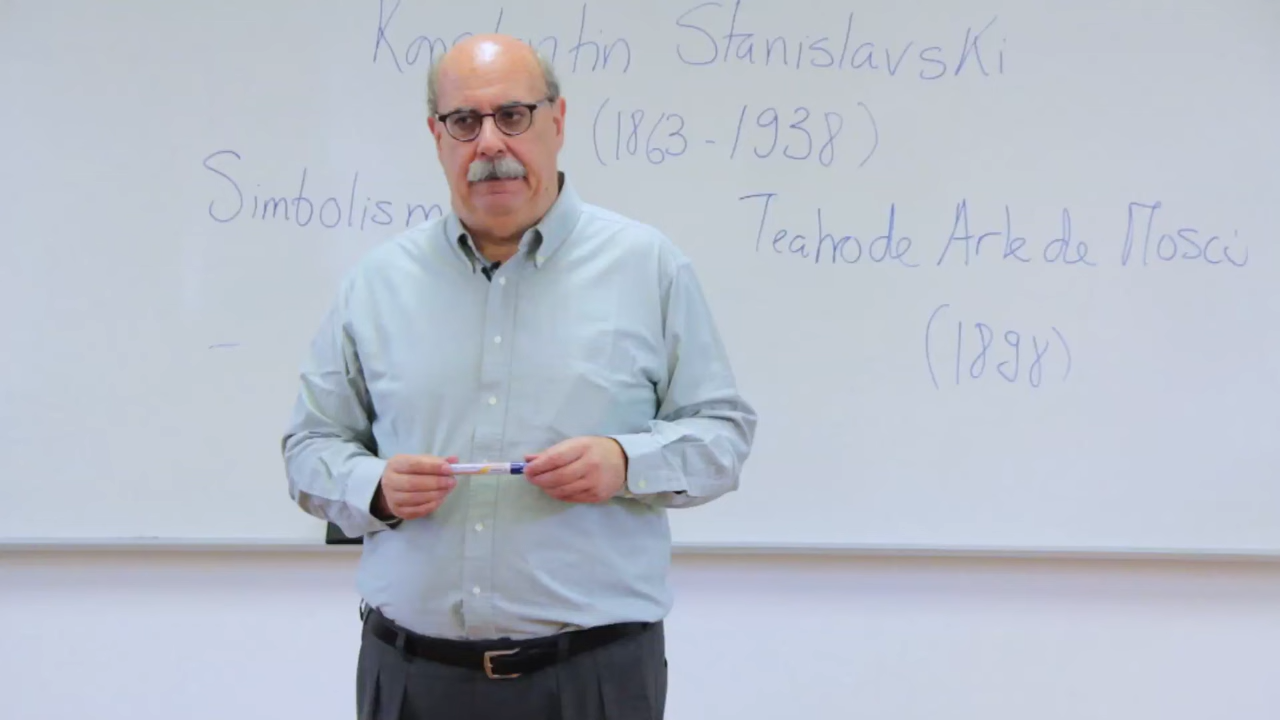 Konstantin Stanislavski
(1863-1938)
Simbolism
Teatro de Arte de Moscú
(1898)
-